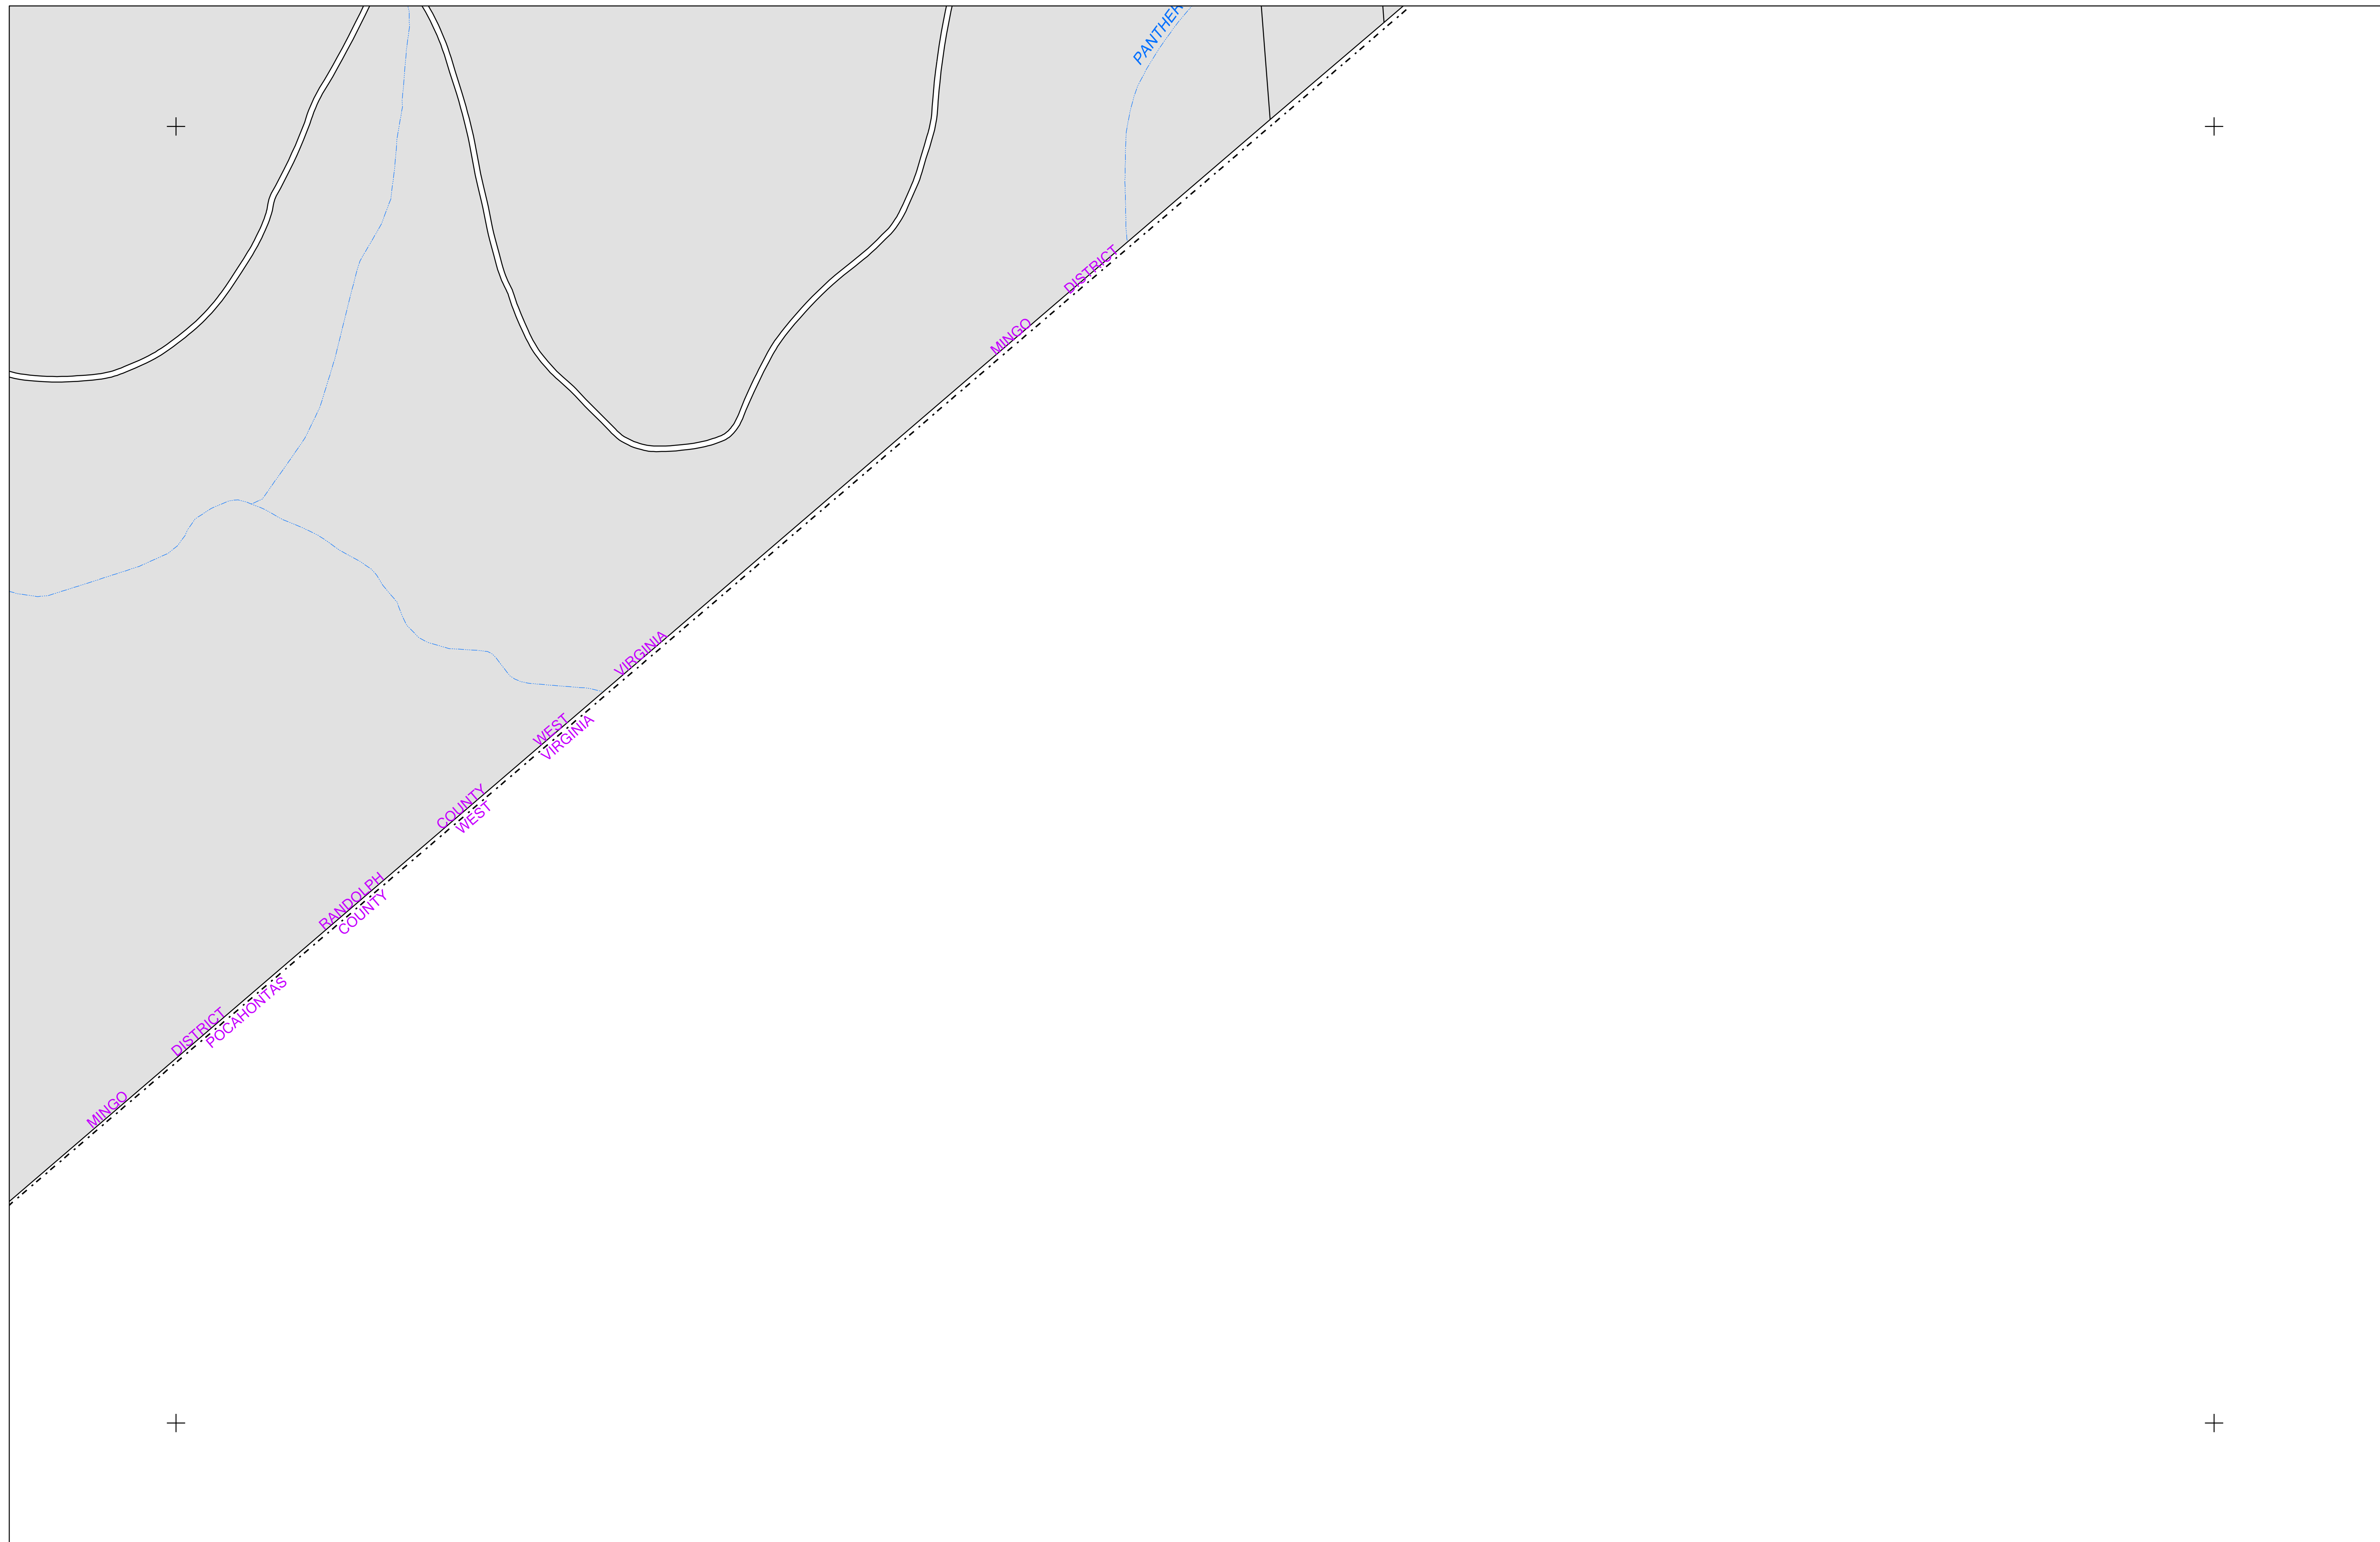 PANTHER
MINGO DISTRICT
MINGO DISTRICT RANDOLPH COUNTY WEST VIRGINIA
POCAHONTAS COUNTY WEST VIRGINIA